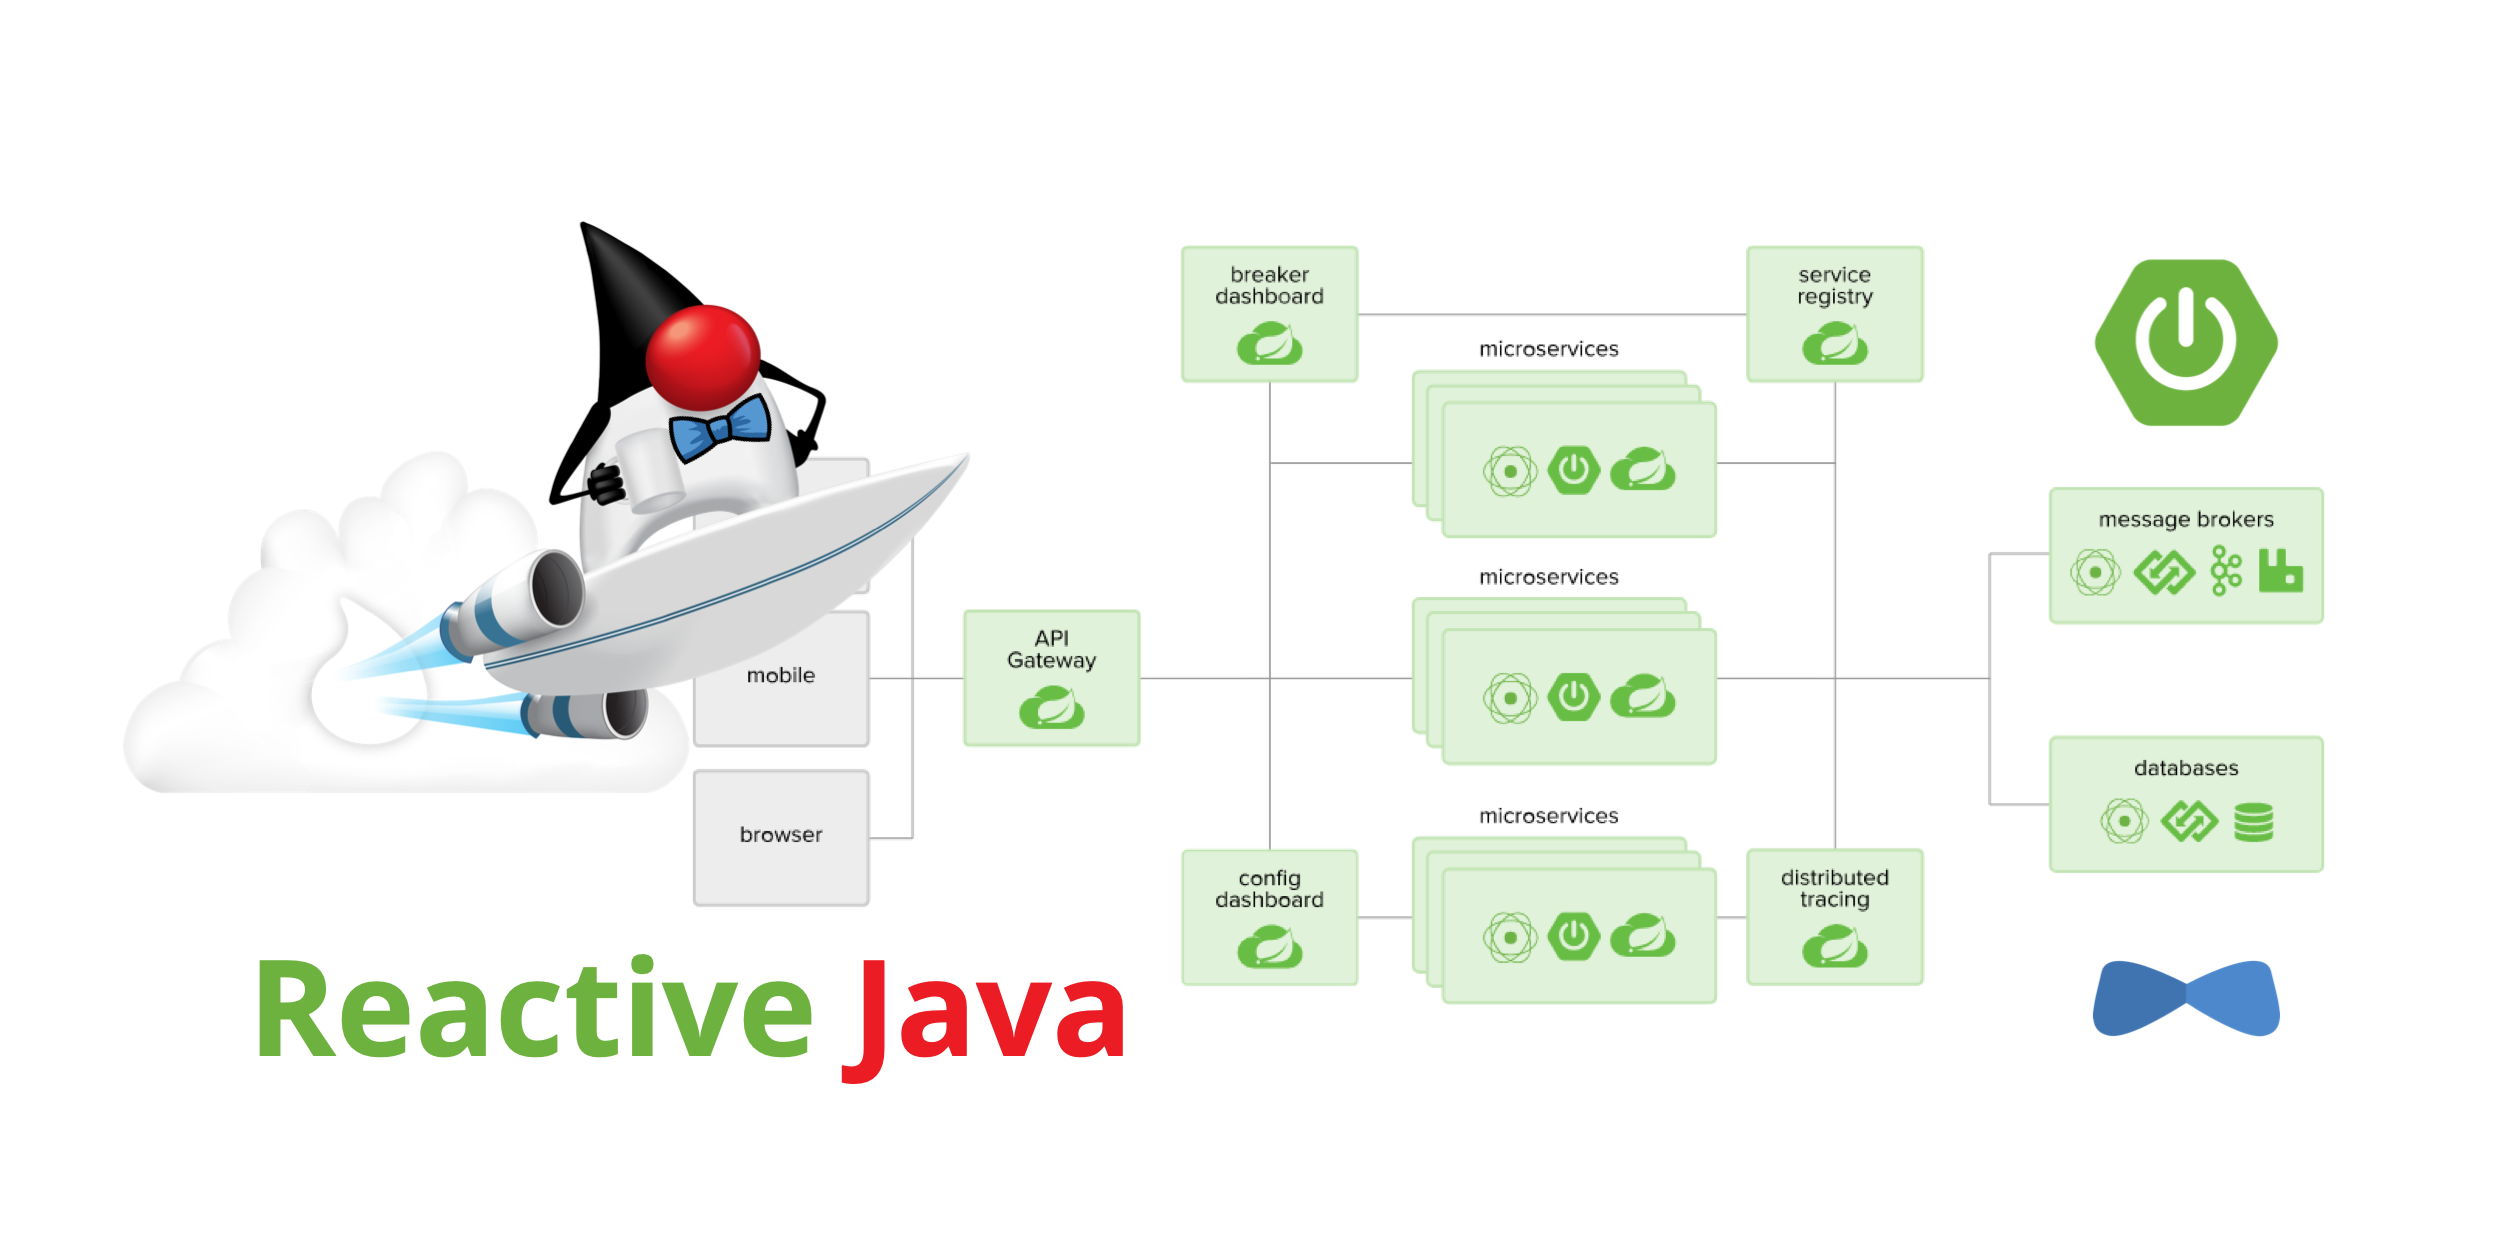 breaker
dashboard
service
registry
microservices
message brokers
microservices
API
Gateway
mobile
databases
microservices
browser
config
dashboard
distributed
tracing
Reactive Java